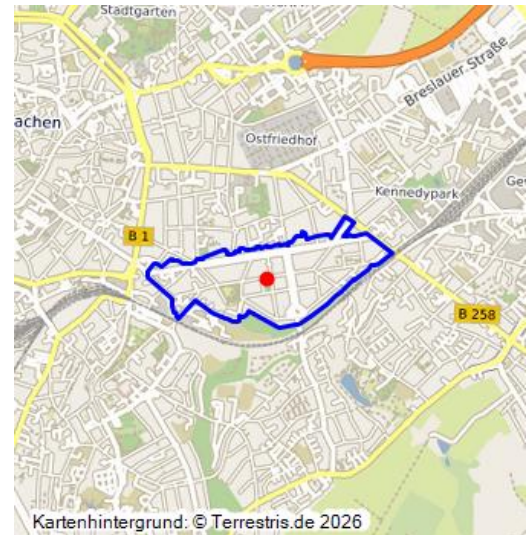 Stadtgarten
Breslauer Straße
achen
Ostfriedhof
Kennedypark
Ge
B 1
B 258
Kartenhintergrund: © Terrestris.de 2026